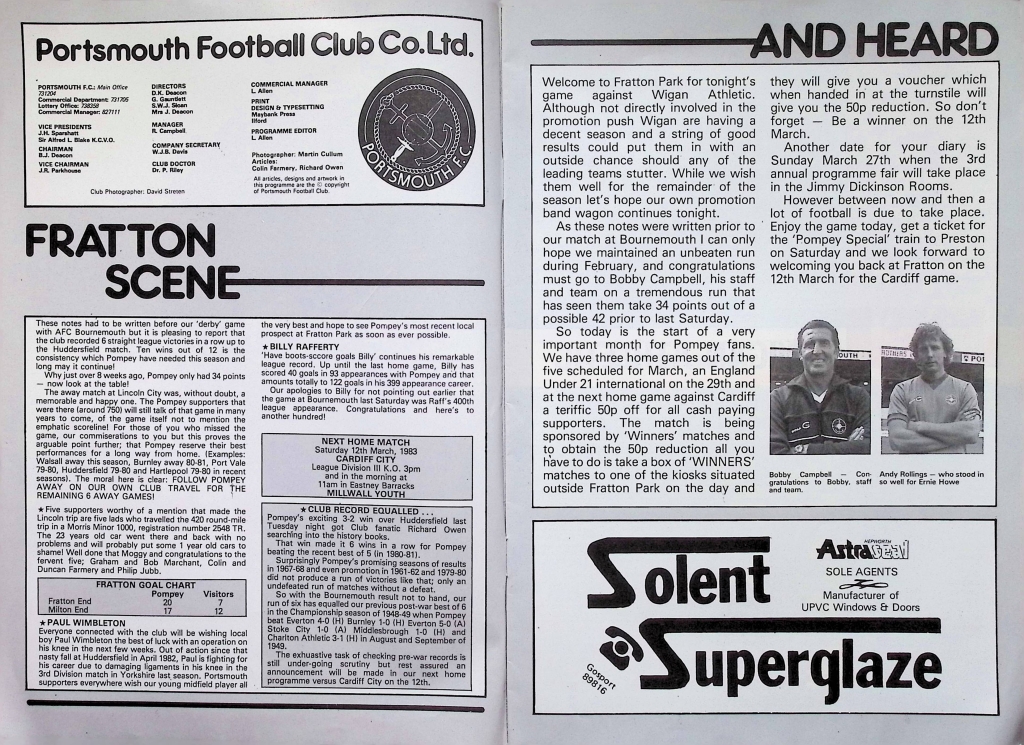 Portsmouth Football Club Co.Ltd.
PORTSMOUTH F.C.: Main Office
731204
Commercial Department: 731705
Lottery Office: 738358
Commercial Manager: 827111
VICE PRESIDENTS
J.H. Sparshatt
Sir Alfred L. Blake K.C.V.O.
CHAIRMAN
B.J. Deacon
VICE CHAIRMAN
J.R. Parkhouse
DIRECTORS
D.K. Deacon
G. Gauntlett
S.W.J. Sloan
Mrs J. Deacon
MANAGER
R. Campbell
COMPANY SECRETARY
W.J.B. Davis
CLUB DOCTOR
Dr. P. Riley
Club Photographer: David Streten
COMMERCIAL MANAGER
L. Allen
PRINT
DESIGN & TYPESETTING
Maybank Press
Ilford
PROGRAMME EDITOR
L. Allen
Photographer: Martin Cullum
Articles:
Colin Farmery, Richard Owen
All articles, designs and artwork in
this programme are the © copyright
of Portsmouth Football Club.
PORTSMOUTH F.C.
FRATTON
SCENE
These notes had to be written before our 'derby' game
with AFC Bournemouth but it is pleasing to report that
the club recorded 6 straight league victories in a row up to
the Huddersfield match. Ten wins out of 12 is the
consistency which Pompey have needed this season and
long may it continue!
Why just over 8 weeks ago, Pompey only had 34 points
— now look at the table!
The away match at Lincoln City was, without doubt, a
memorable and happy one. The Pompey supporters that
were there (around 750) will still talk of that game in many
years to come, of the game itself not to mention the
emphatic scoreline! For those of you who missed the
game, our commiserations to you but this proves the
arguable point further; that Pompey reserve their best
performances for a long way from home. (Examples:
Walsall away this season, Burnley away 80-81, Port Vale
79-80, Huddersfield 79-80 and Hartlepool 79-80 in recent
seasons). The moral here is clear: FOLLOW POMPEY
AWAY ON OUR OWN CLUB TRAVEL FOR THE
REMAINING 6 AWAY GAMES!
★Five supporters worthy of a mention that made the
Lincoln trip are five lads who travelled the 420 round-mile
trip in a Morris Minor 1000, registration number 2548 TR.
The 23 years old car went there and back with no
problems and will probably put some 1 year old cars to
shame! Well done that Moggy and congratulations to the
fervent five; Graham and Bob Marchant, Colin and
Duncan Farmery and Philip Jubb.
FRATTON GOAL CHART
Pompey Visitors
Fratton End 20 7
Milton End 17 12
★PAUL WIMBLETON
Everyone connected with the club will be wishing local
boy Paul Wimbleton the best of luck with an operation on
his knee in the next few weeks. Out of action since that
nasty fall at Huddersfield in April 1982, Paul is fighting for
his career due to damaging ligaments in his knee in the
3rd Division match in Yorkshire last season. Portsmouth
supporters everywhere wish our young midfield player all
the very best and hope to see Pompey's most recent local
prospect at Fratton Park as soon as ever possible.
★BILLY RAFFERTY
'Have boots-sccore goals Billy' continues his remarkable
league record. Up until the last home game, Billy has
scored 40 goals in 93 appearances with Pompey and that
amounts totally to 122 goals in his 399 appearance career.
Our apologies to Billy for not pointing out earlier that
the game at Bournemouth last Saturday was Raff's 400th
league appearance. Congratulations and here's to
another hundred!
NEXT HOME MATCH
Saturday 12th March, 1983
CARDIFF CITY
League Division III K.O. 3pm
and in the morning at
11am in Eastney Barracks
MILLWALL YOUTH
★CLUB RECORD EQUALLED . . .
Pompey's exciting 3-2 win over Huddersfield last
Tuesday night got Club fanatic Richard Owen
searching into the history books.
That win made it 6 wins in a row for Pompey
beating the recent best of 5 (in 1980-81).
Surprisingly Pompey's promising seasons of results
in 1967-68 and even promotion in 1961-62 and 1979-80
did not produce a run of victories like that; only an
undefeated run of matches without a defeat.
So with the Bournemouth result not to hand, our
run of six has equalled our previous post-war best of 6
in the Championship season of 1948-49 when Pompey
beat Everton 4-0 (H) Burnley 1-0 (H) Everton 5-0 (A)
Stoke City 1-0 (A) Middlesbrough 1-0 (H) and
Charlton Athletic 3-1 (H) in August and September of
1949.
The exhuastive task of checking pre-war records is
still under-going scrutiny but rest assured an
announcement will be made in our next home
programme versus Cardiff City on the 12th.
AND HEARD
Welcome to Fratton Park for tonight's
game against Wigan Athletic.
Although not directly involved in the
promotion push Wigan are having a
decent season and a string of good
results could put them in with an
outside chance should any of the
leading teams stutter. While we wish
them well for the remainder of the
season let's hope our own promotion
band wagon continues tonight.
As these notes were written prior to
our match at Bournemouth I can only
hope we maintained an unbeaten run
during February, and congratulations
must go to Bobby Campbell, his staff
and team on a tremendous run that
has seen them take 34 points out of a
possible 42 prior to last Saturday.
So today is the start of a very
important month for Pompey fans.
We have three home games out of the
five scheduled for March, an England
Under 21 international on the 29th and
at the next home game against Cardiff
a teriffic 50p off for all cash paying
supporters. The match is being
sponsored by 'Winners' matches and
to obtain the 50p reduction all you
have to do is take a box of 'WINNERS'
matches to one of the kiosks situated
outside Fratton Park on the day and
they will give you a voucher which
when handed in at the turnstile will
give you the 50p reduction. So don't
forget — Be a winner on the 12th
March.
Another date for your diary is
Sunday March 27th when the 3rd
annual programme fair will take place
in the Jimmy Dickinson Rooms.
However between now and then a
lot of football is due to take place.
Enjoy the game today, get a ticket for
the 'Pompey Special' train to Preston
on Saturday and we look forward to
welcoming you back at Fratton on the
12th March for the Cardiff game.
Bobby Campbell — Con-
gratulations to Bobby, staff
and team.
Andy Rollings — who stood in
so well for Ernie Howe
Solent
Superglaze
Gosport
89816
HEPWORTH
Astraseal
SOLE AGENTS
Manufacturer of
UPVC Windows & Doors